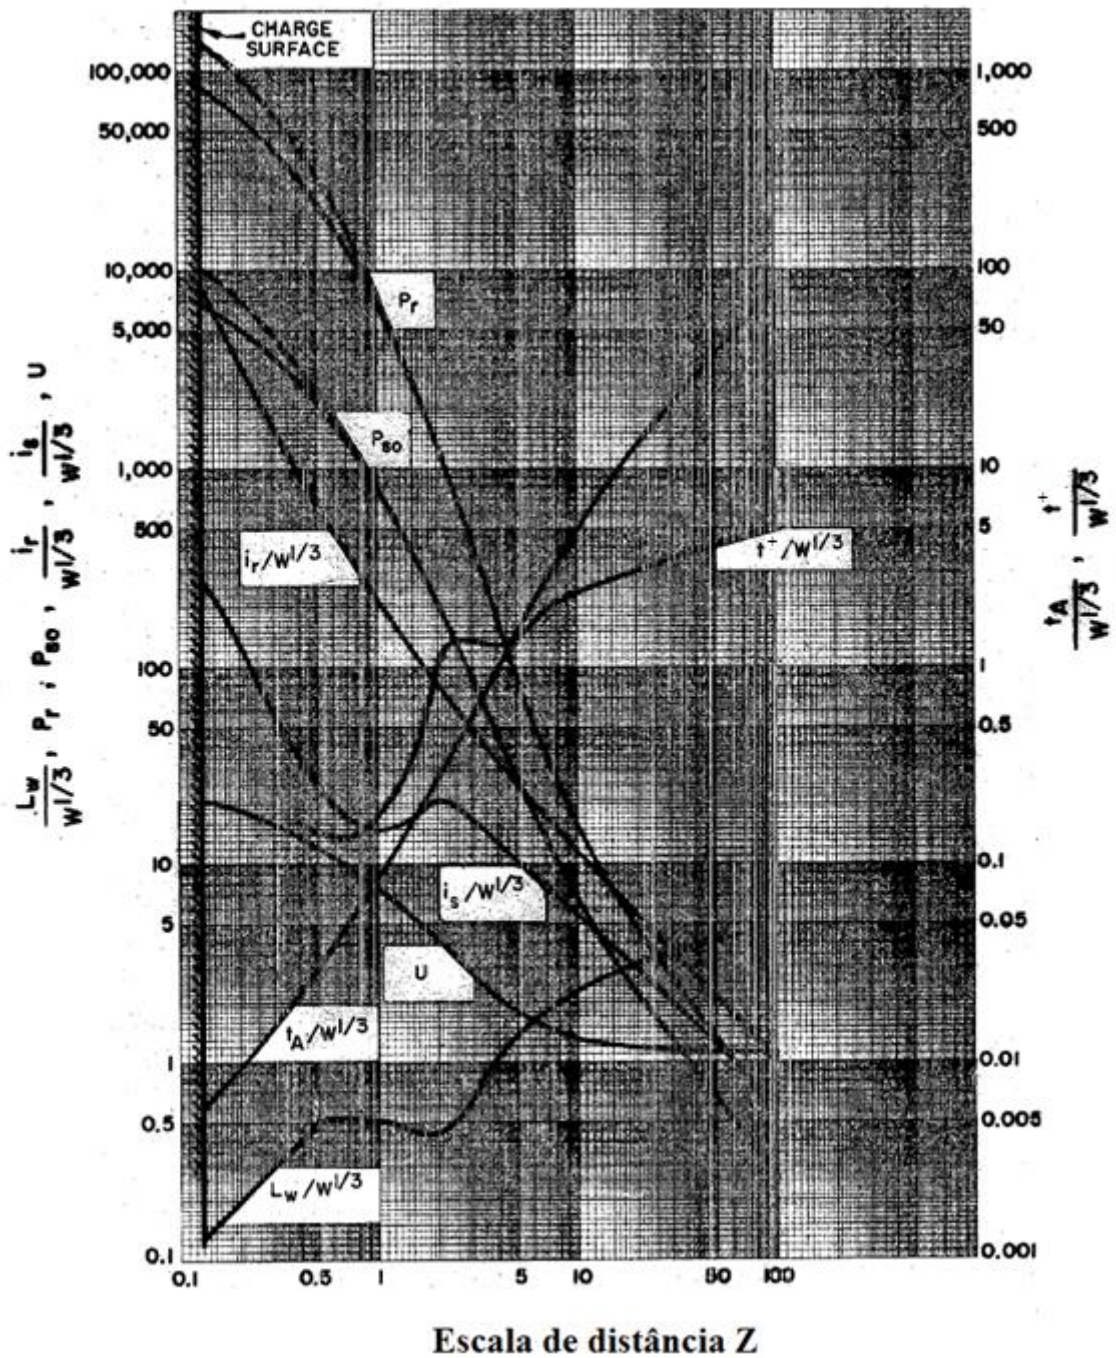 CHARGE
SURFACE
100,000
50,000
10,000
5,000
1,000
500
100
50
10
5
1
0.5
0.1
1,000
500
100
50
10
5
1
0.5
0.1
0.05
0.01
0.005
0.001
Pr
Pso
ir/W1/3
t+/W1/3
is/W1/3
U
tA/W1/3
Lw/W1/3
Lw/W1/3, Pr, Pso, ir/W1/3, is/W1/3, U
tA/W1/3, t+/W1/3
0.1 0.5 1 5 10 50 100
Escala de distância Z